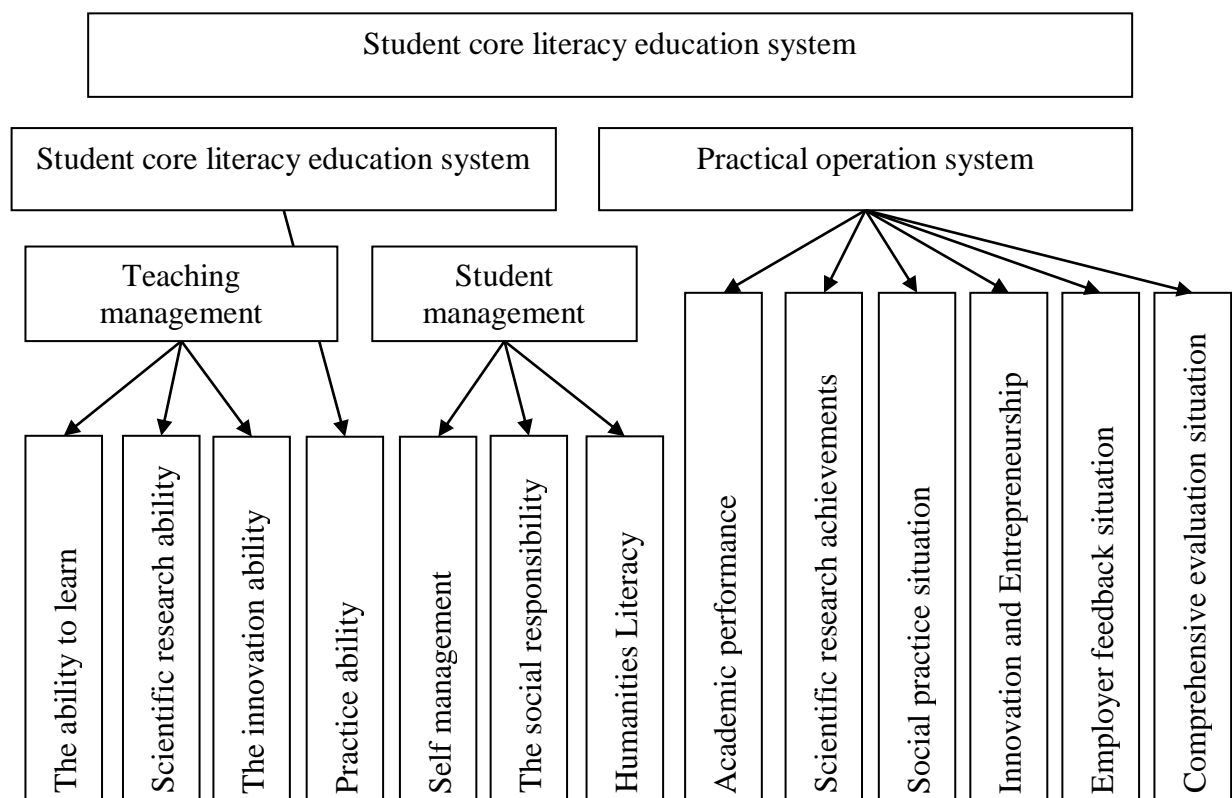 Student core literacy education system
Student core literacy education system
Practical operation system
Teaching
management
Student
management
The ability to learn
Scientific research ability
The innovation ability
Practice ability
Self management
The social responsibility
Humanities Literacy
Academic performance
Scientific research achievements
Social practice situation
Innovation and Entrepreneurship
Employer feedback situation
Comprehensive evaluation situation